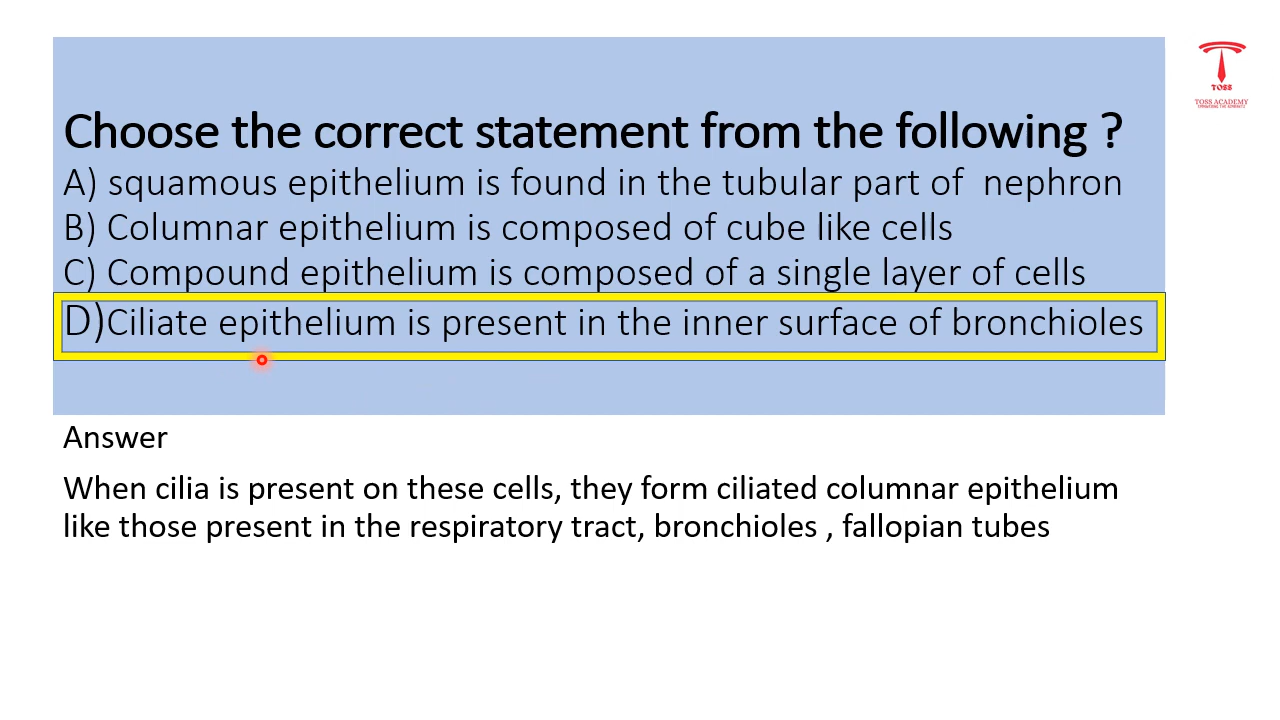 TOSS
TOSS ACADEMY
Choose the correct statement from the following ?
A) squamous epithelium is found in the tubular part of nephron
B) Columnar epithelium is composed of cube like cells
C) Compound epithelium is composed of a single layer of cells
D)Ciliate epithelium is present in the inner surface of bronchioles
Answer
When cilia is present on these cells, they form ciliated columnar epithelium
like those present in the respiratory tract, bronchioles , fallopian tubes